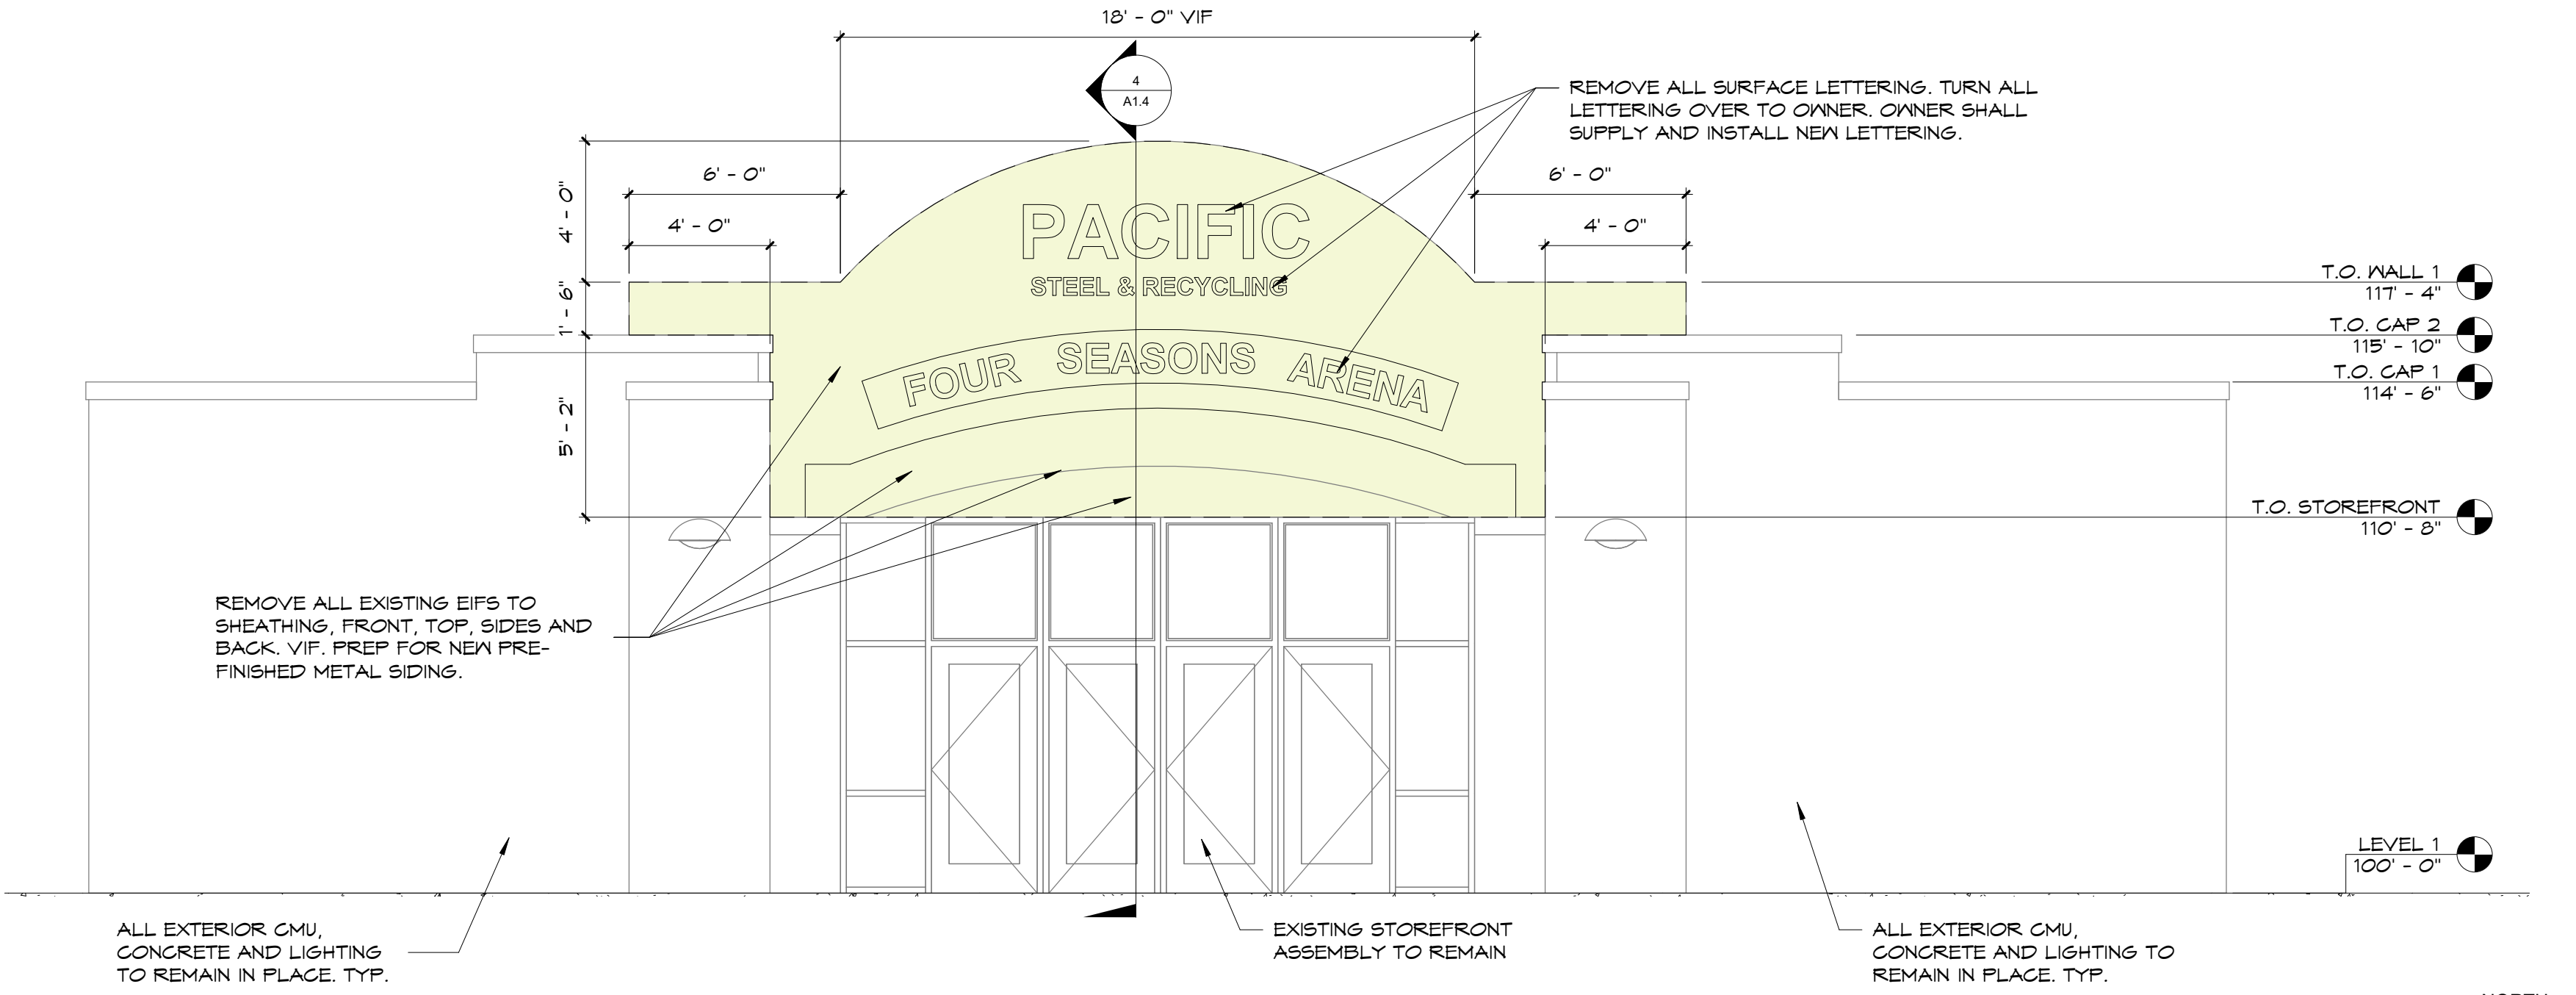 18' - 0" VIF
4
A1.4
REMOVE ALL SURFACE LETTERING. TURN ALL
LETTERING OVER TO OWNER. OWNER SHALL
SUPPLY AND INSTALL NEW LETTERING.
6' - 0"
6' - 0"
4' - 0"
4' - 0"
4' - 0"
1' - 6"
5' - 2"
PACIFIC
STEEL & RECYCLING
FOUR SEASONS ARENA
T.O. WALL 1
117' - 4"
T.O. CAP 2
115' - 10"
T.O. CAP 1
114' - 6"
T.O. STOREFRONT
110' - 8"
REMOVE ALL EXISTING EIFS TO
SHEATHING, FRONT, TOP, SIDES AND
BACK. VIF. PREP FOR NEW PRE-
FINISHED METAL SIDING.
LEVEL 1
100' - 0"
ALL EXTERIOR CMU,
CONCRETE AND LIGHTING
TO REMAIN IN PLACE. TYP.
EXISTING STOREFRONT
ASSEMBLY TO REMAIN
ALL EXTERIOR CMU,
CONCRETE AND LIGHTING TO
REMAIN IN PLACE. TYP.